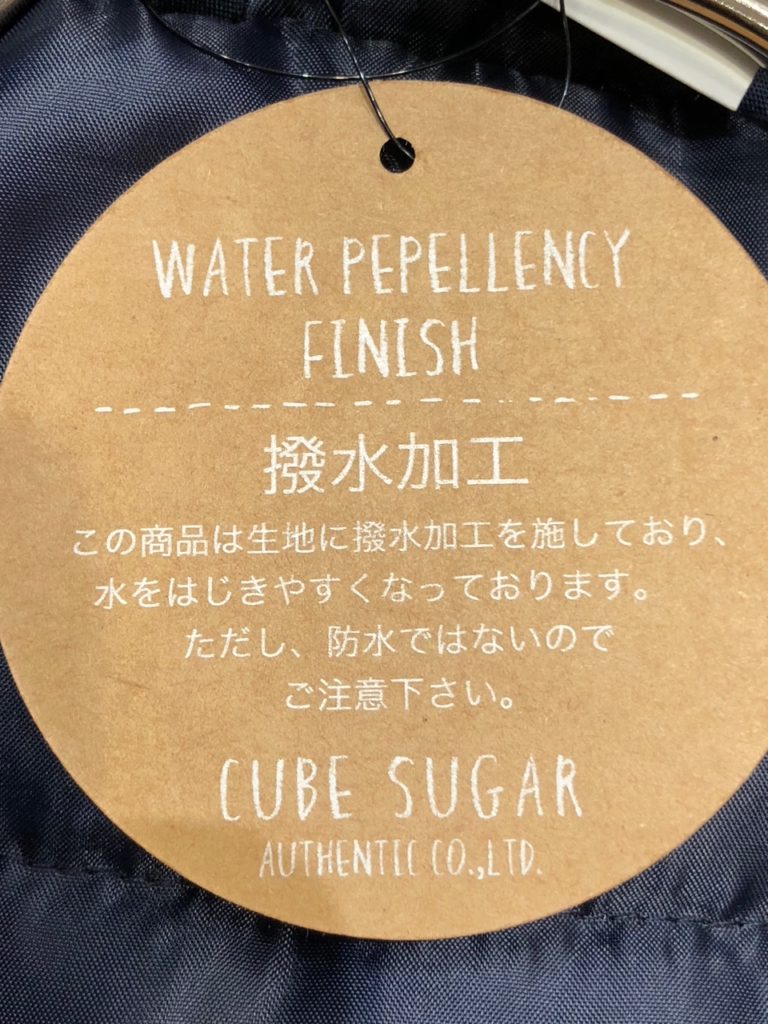 WATER PEPELLENCY
FINISH
撥水加工
この商品は生地に撥水加工を施しており、
水をはじきやすくなっております。
ただし、防水ではないので
ご注意下さい。
CUBE SUGAR
AUTHENTIC CO.,LTD.